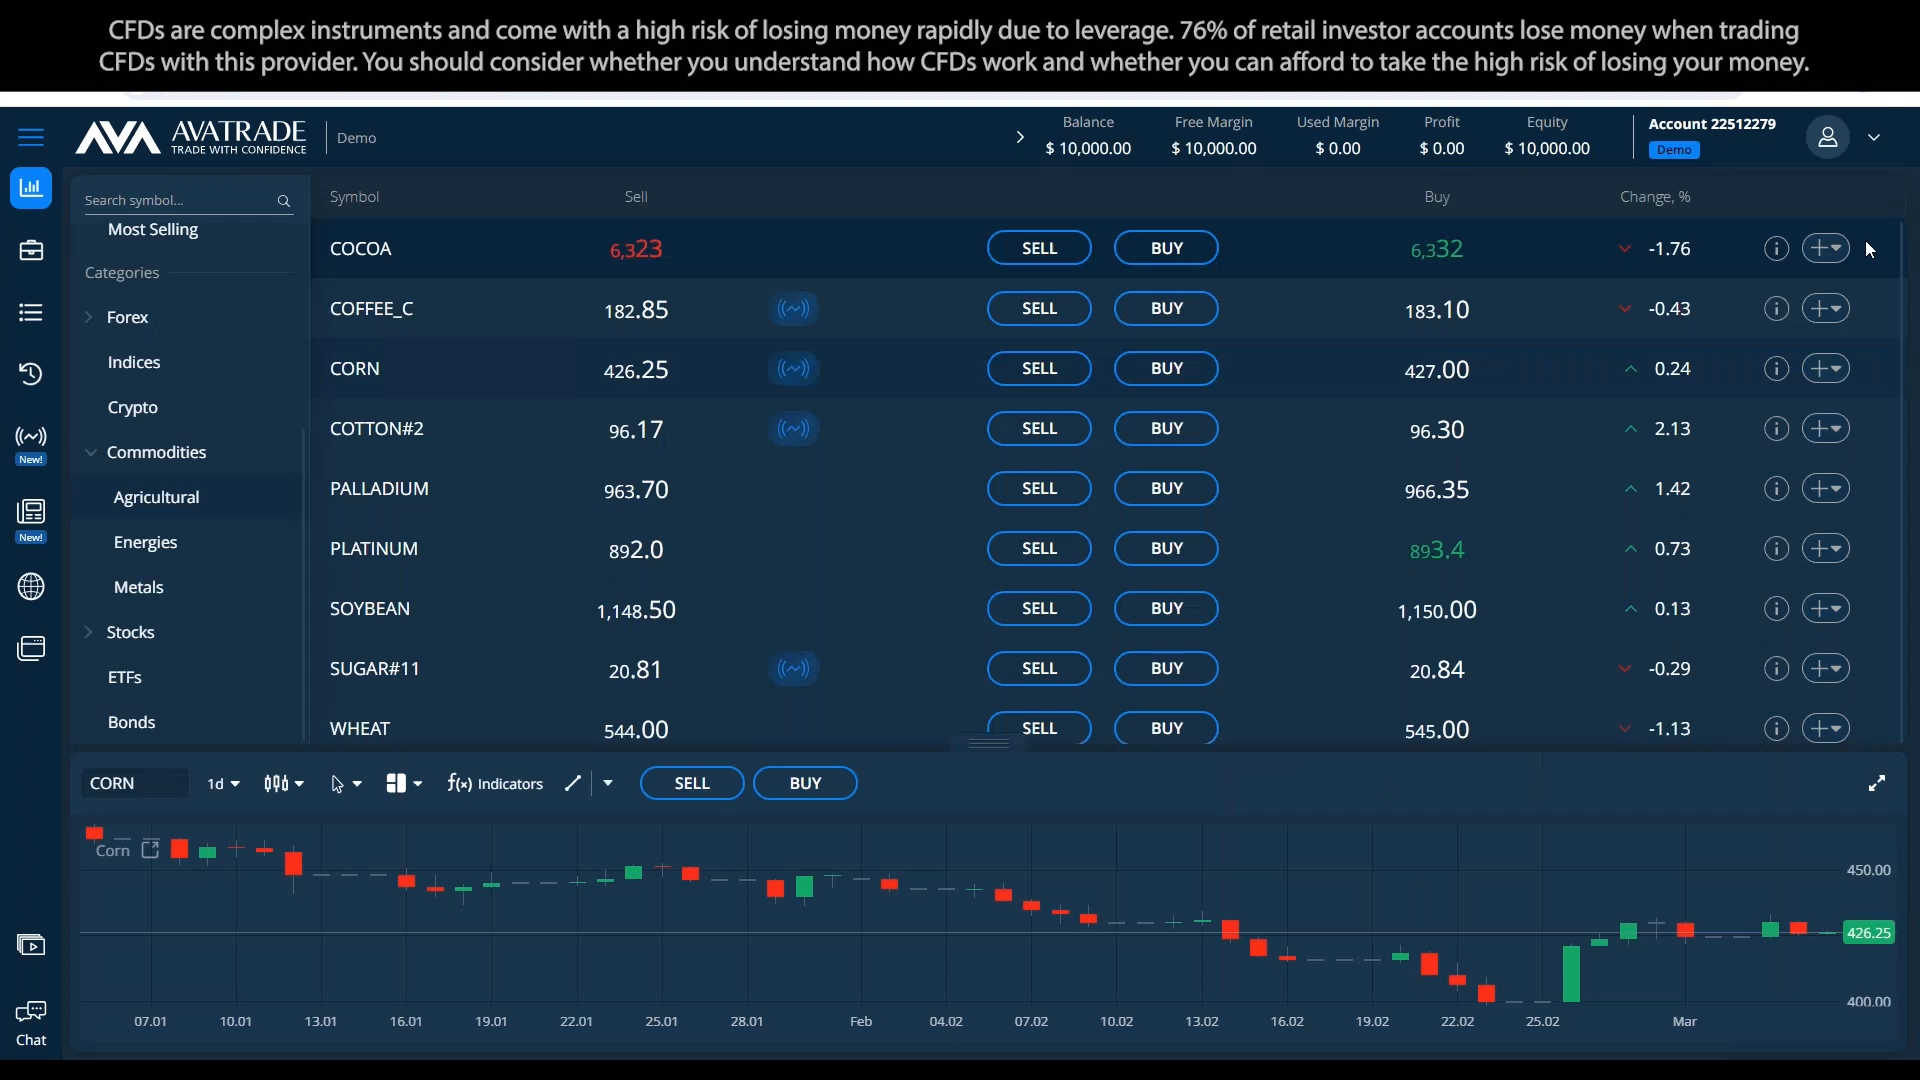 CFDs are complex instruments and come with a high risk of losing money rapidly due to leverage. 76% of retail investor accounts lose money when trading
CFDs with this provider. You should consider whether you understand how CFDs work and whether you can afford to take the high risk of losing your money.
AVATRADE
TRADE WITH CONFIDENCE
Demo
Balance Free Margin Used Margin Profit Equity
$ 10,000.00 $ 10,000.00 $ 0.00 $ 0.00 $ 10,000.00
Account 22512279
Demo
Search symbol...
Most Selling
Categories
Forex
Indices
Crypto
Commodities
Agricultural
Energies
Metals
Stocks
ETFs
Bonds
New!
New!
Chat
Symbol Sell Buy Change, %
COCOA 6,323 SELL BUY 6,332 -1.76
COFFEE_C 182.85 SELL BUY 183.10 -0.43
CORN 426.25 SELL BUY 427.00 0.24
COTTON#2 96.17 SELL BUY 96.30 2.13
PALLADIUM 963.70 SELL BUY 966.35 1.42
PLATINUM 892.0 SELL BUY 893.4 0.73
SOYBEAN 1,148.50 SELL BUY 1,150.00 0.13
SUGAR#11 20.81 SELL BUY 20.84 -0.29
WHEAT 544.00 SELL BUY 545.00 -1.13
CORN 1d f(x) Indicators SELL BUY
Corn
450.00
426.25
400.00
07.01 10.01 13.01 16.01 19.01 22.01 25.01 28.01 Feb 04.02 07.02 10.02 13.02 16.02 19.02 22.02 25.02 Mar